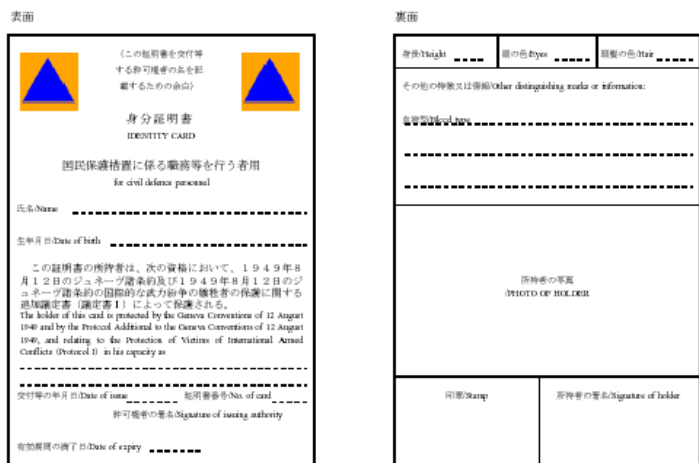 表面
(この証明書を交付等
する許可権者の名を記
載するための余白)
身分証明書
IDENTITY CARD
国民保護措置に係る職務等を行う者用
for civil defence personnel
氏名/Name
生年月日/Date of birth
この証明書の所持者は、次の資格において、1949年8
月12日のジュネーヴ諸条約及び1949年8月12日のジ
ュネーヴ諸条約の国際的な武力紛争の犠牲者の保護に関する
追加議定書(議定書Ⅰ)によって保護される。
The holder of this card is protected by the Geneva Conventions of 12 August
1949 and by the Protocol Additional to the Geneva Conventions of 12 August
1949, and relating to the Protection of Victims of International Armed
Conflicts (Protocol I) in his capacity as
交付等の年月日/Date of issue 証明書番号/No. of card
許可権者の署名/Signature of issuing authority
有効期間の満了日/Date of expiry
裏面
身長/Height 眼の色/Eyes 頭髪の色/Hair
その他の特徴又は情報/Other distinguishing marks or information:
血液型/Blood type
所持者の写真
/PHOTO OF HOLDER
印章/Stamp 所持者の署名/Signature of holder